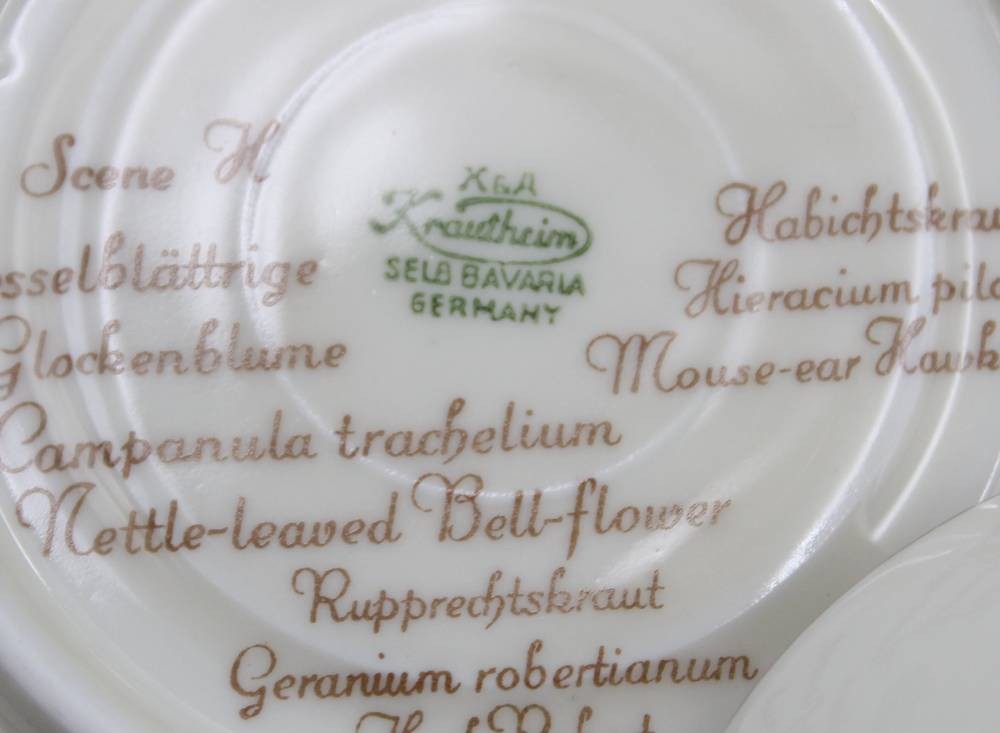 Scene H
K&A
Krautheim
SELB BAVARIA
GERMANY
Habichtskrau
Hieracium pilo
Mouse-ear Hawk
sselblättrige
Glockenblume
Campanula trachelium
Nettle-leaved Bell-flower
Rupprechtskraut
Geranium robertianum